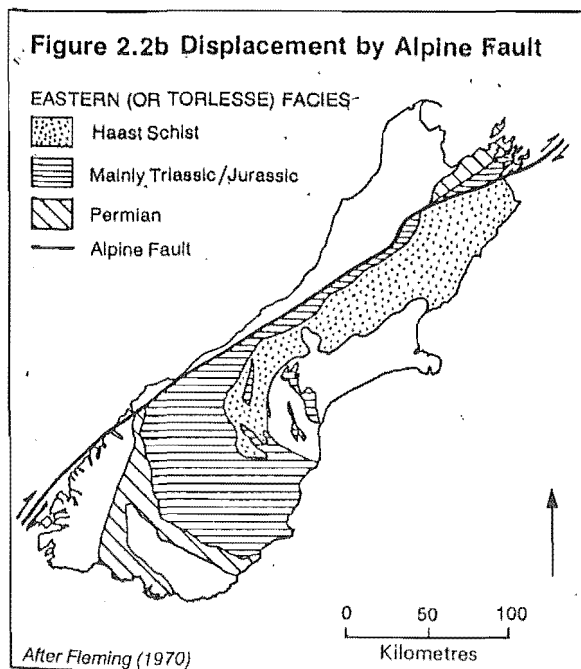 Figure 2.2b Displacement by Alpine Fault
EASTERN (OR TORLESSE) FACIES
Haast Schist
Mainly Triassic/Jurassic
Permian
Alpine Fault
0 50 100
Kilometres
After Fleming (1970)